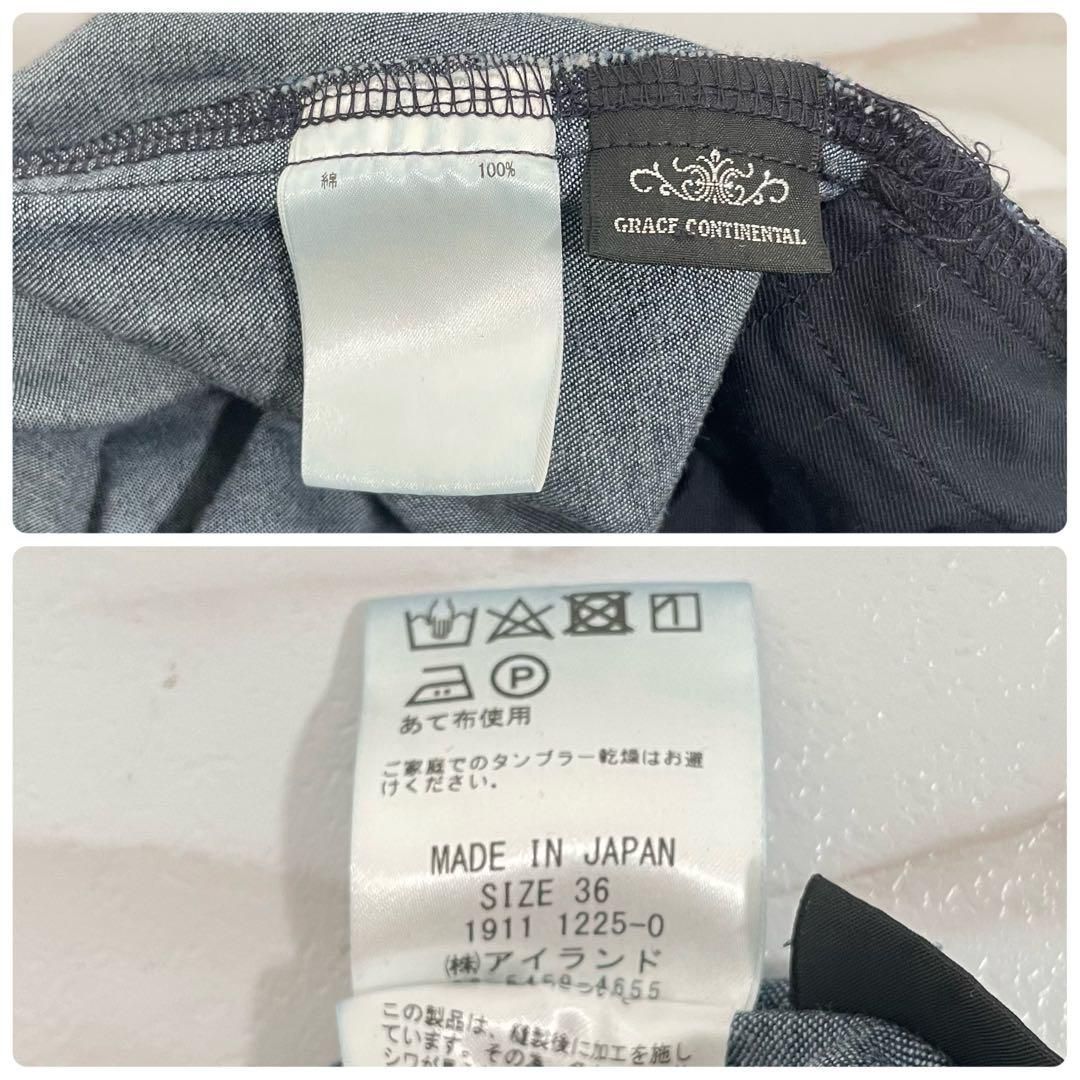 綿 100%
GRACE CONTINENTAL
P
あて布使用
ご家庭でのタンブラー乾燥はお避
けください。
MADE IN JAPAN
SIZE 36
1911 1225-0
㈱アイランド
5459-4655
この製品は、縫製後に加工を施し
ています。その為
シワが